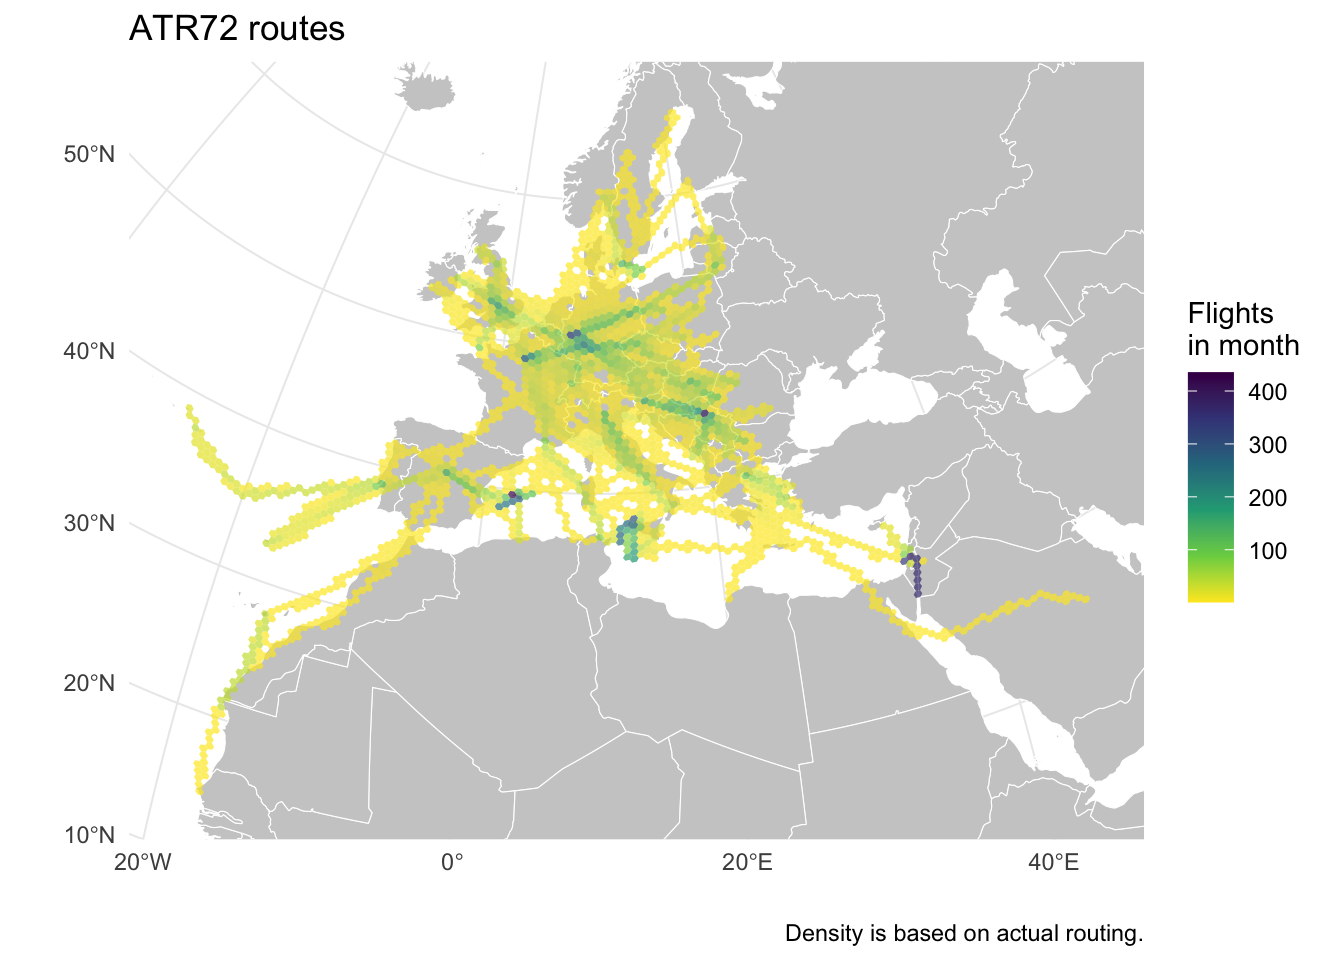 ATR72 routes
50°N
40°N
30°N
20°N
10°N
20°W
0°
20°E
40°E
Flights
in month
400
300
200
100
Density is based on actual routing.